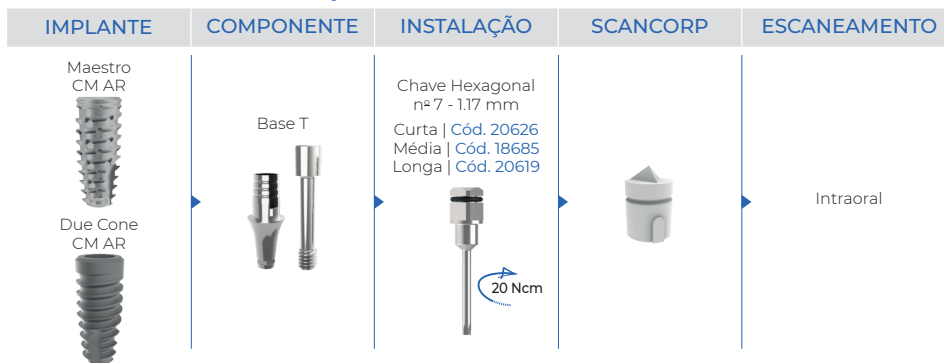 IMPLANTE
COMPONENTE
INSTALAÇÃO
SCANCORP
ESCANEAMENTO
Maestro
CM AR
Due Cone
CM AR
Base T
Chave Hexagonal
nº 7 - 1.17 mm
Curta | Cód. 20626
Média | Cód. 18685
Longa | Cód. 20619
20 Ncm
Intraoral